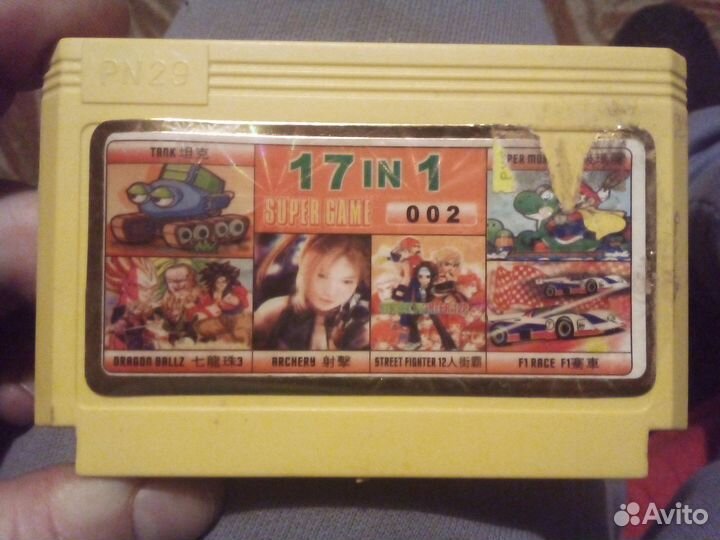 PN29
TANK 坦克
17 IN 1
SUPER GAME 002
PER
DRAGON BALLZ 七龍珠3
ARCHERY 射擊
STREET FIGHTER 12人街霸
F1 RACE F1賽車
Avito